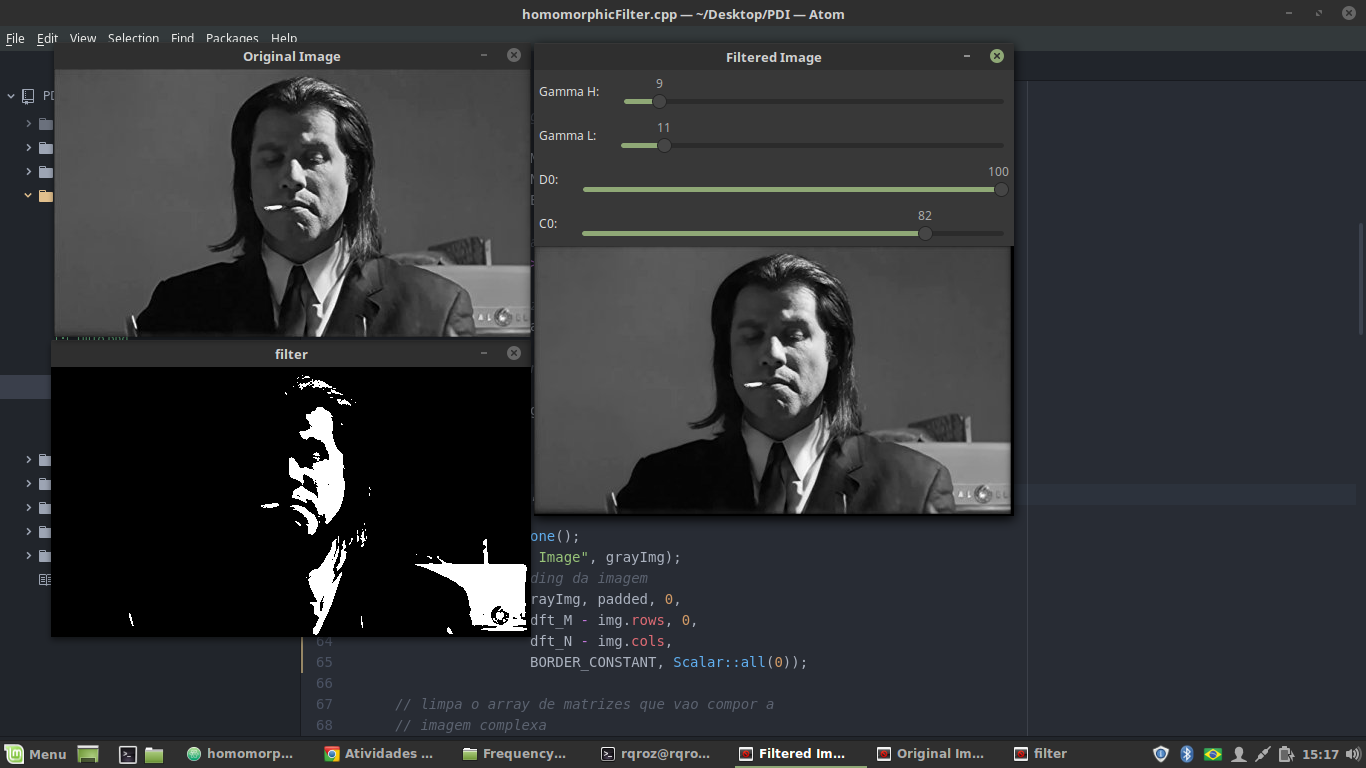 homomorphicFilter.cpp — ~/Desktop/PDI — Atom
File Edit View Selection Find Packages Help
Original Image
Filtered Image
Gamma H:
9
Gamma L:
11
D0:
100
C0:
82
filter
one();
Image", grayImg);
ding da imagem
rayImg, padded, 0,
dft_M - img.rows, 0,
64 dft_N - img.cols,
65 BORDER_CONSTANT, Scalar::all(0));
66
67 // limpa o array de matrizes que vao compor a
68 // imagem complexa
Menu homomorp... Atividades ... Frequency... rqroz@rqro... Filtered Im... Original Im... filter 15:17